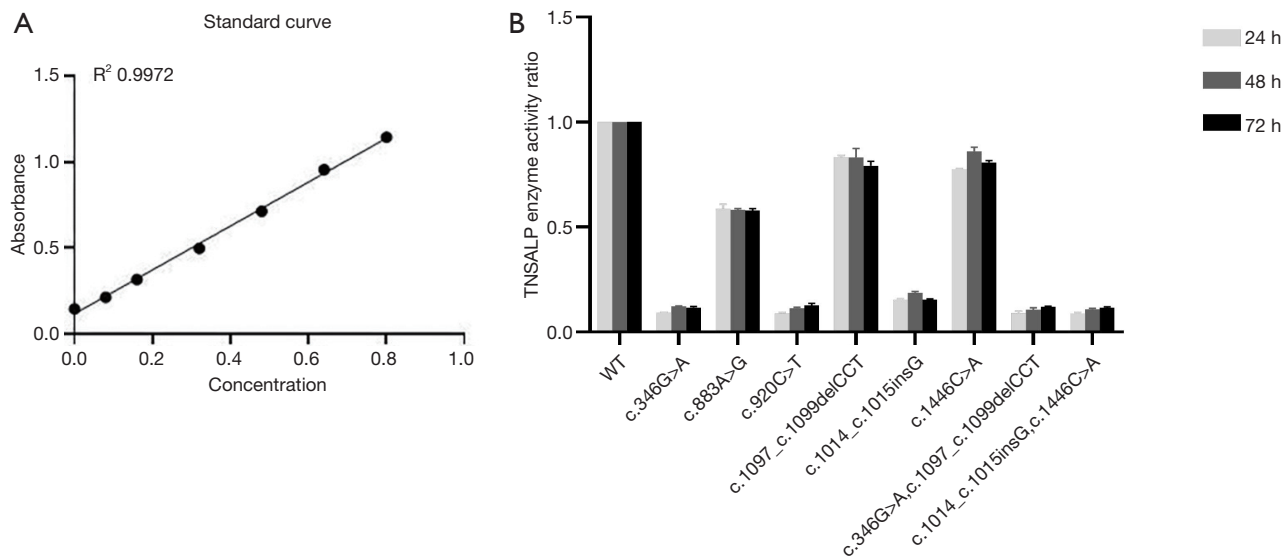 A
Standard curve
R² 0.9972
1.5
1.0
0.5
0.0
Absorbance
0.0 0.2 0.4 0.6 0.8 1.0
Concentration
B
1.5
1.0
0.5
0.0
TNSALP enzyme activity ratio
WT
c.346G>A
c.883A>G
c.920C>T
c.1097_c.1099delCCT
c.1014_c.1015insG
c.1446C>A
c.346G>A,c.1097_c.1099delCCT
c.1014_c.1015insG,c.1446C>A
24 h
48 h
72 h